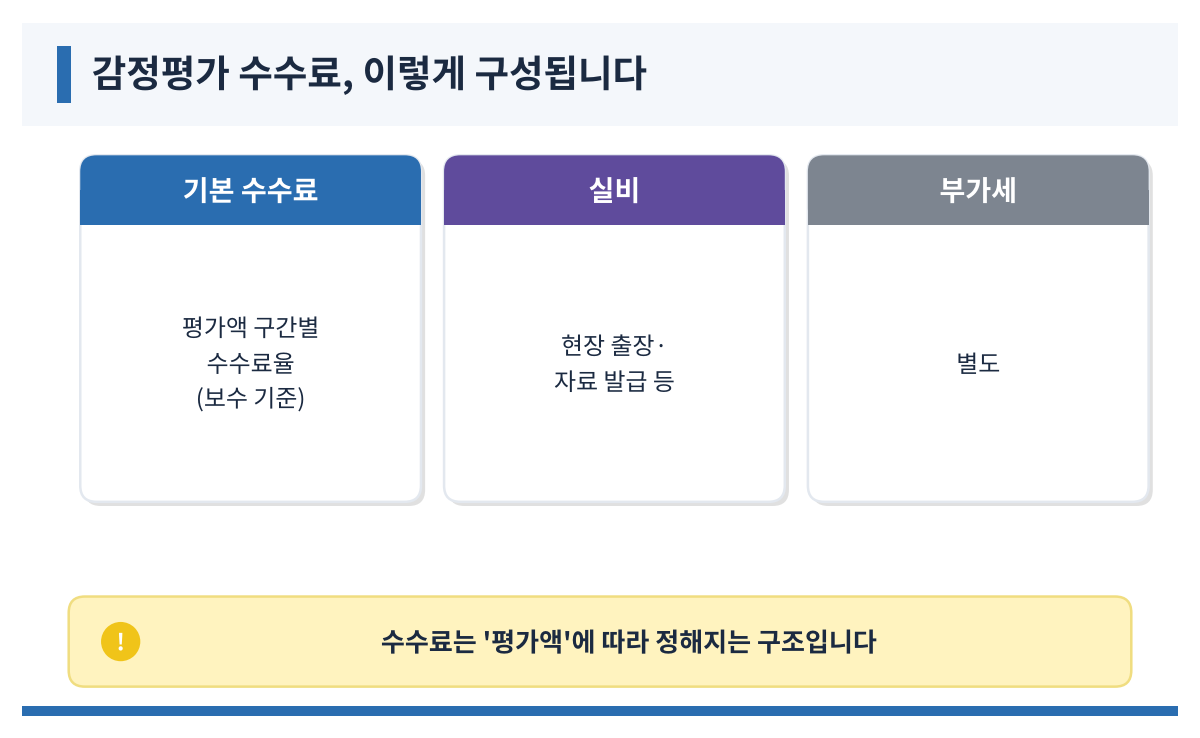 감정평가 수수료, 이렇게 구성됩니다
기본 수수료
평가액 구간별
수수료율
(보수 기준)
실비
현장 출장·
자료 발급 등
부가세
별도
!
수수료는 '평가액'에 따라 정해지는 구조입니다